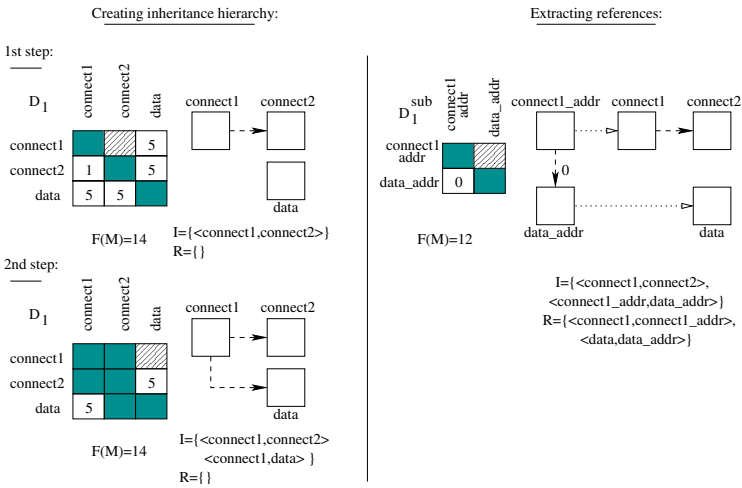 Creating inheritance hierarchy:
1st step:
D1
connect1
connect2
data
connect1 5
connect2 1 5
data 5 5
connect1
connect2
data
F(M)=14
I={<connect1,connect2>}
R={}
2nd step:
D1
connect1
connect2
data
connect1
connect2 5
data 5
connect1
connect2
data
F(M)=14
I={<connect1,connect2>
<connect1,data> }
R={}
Extracting references:
D1 sub
connect1
addr
data_addr
connect1
addr
data_addr 0
F(M)=12
connect1_addr
connect1
connect2
0
data_addr
data
I={<connect1,connect2>,
<connect1_addr,data_addr>}
R={<connect1,connect1_addr>,
<data,data_addr>}